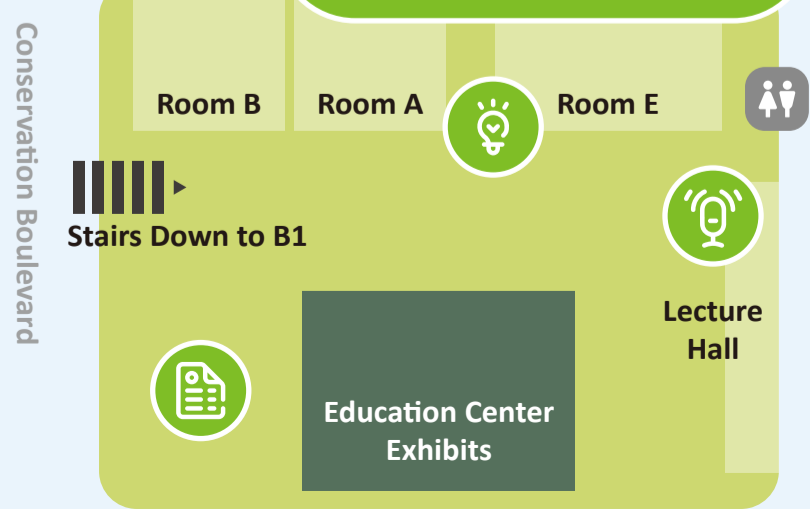 Conservation Boulevard
Room B
Room A
Room E
Stairs Down to B1
Lecture
Hall
Education Center
Exhibits